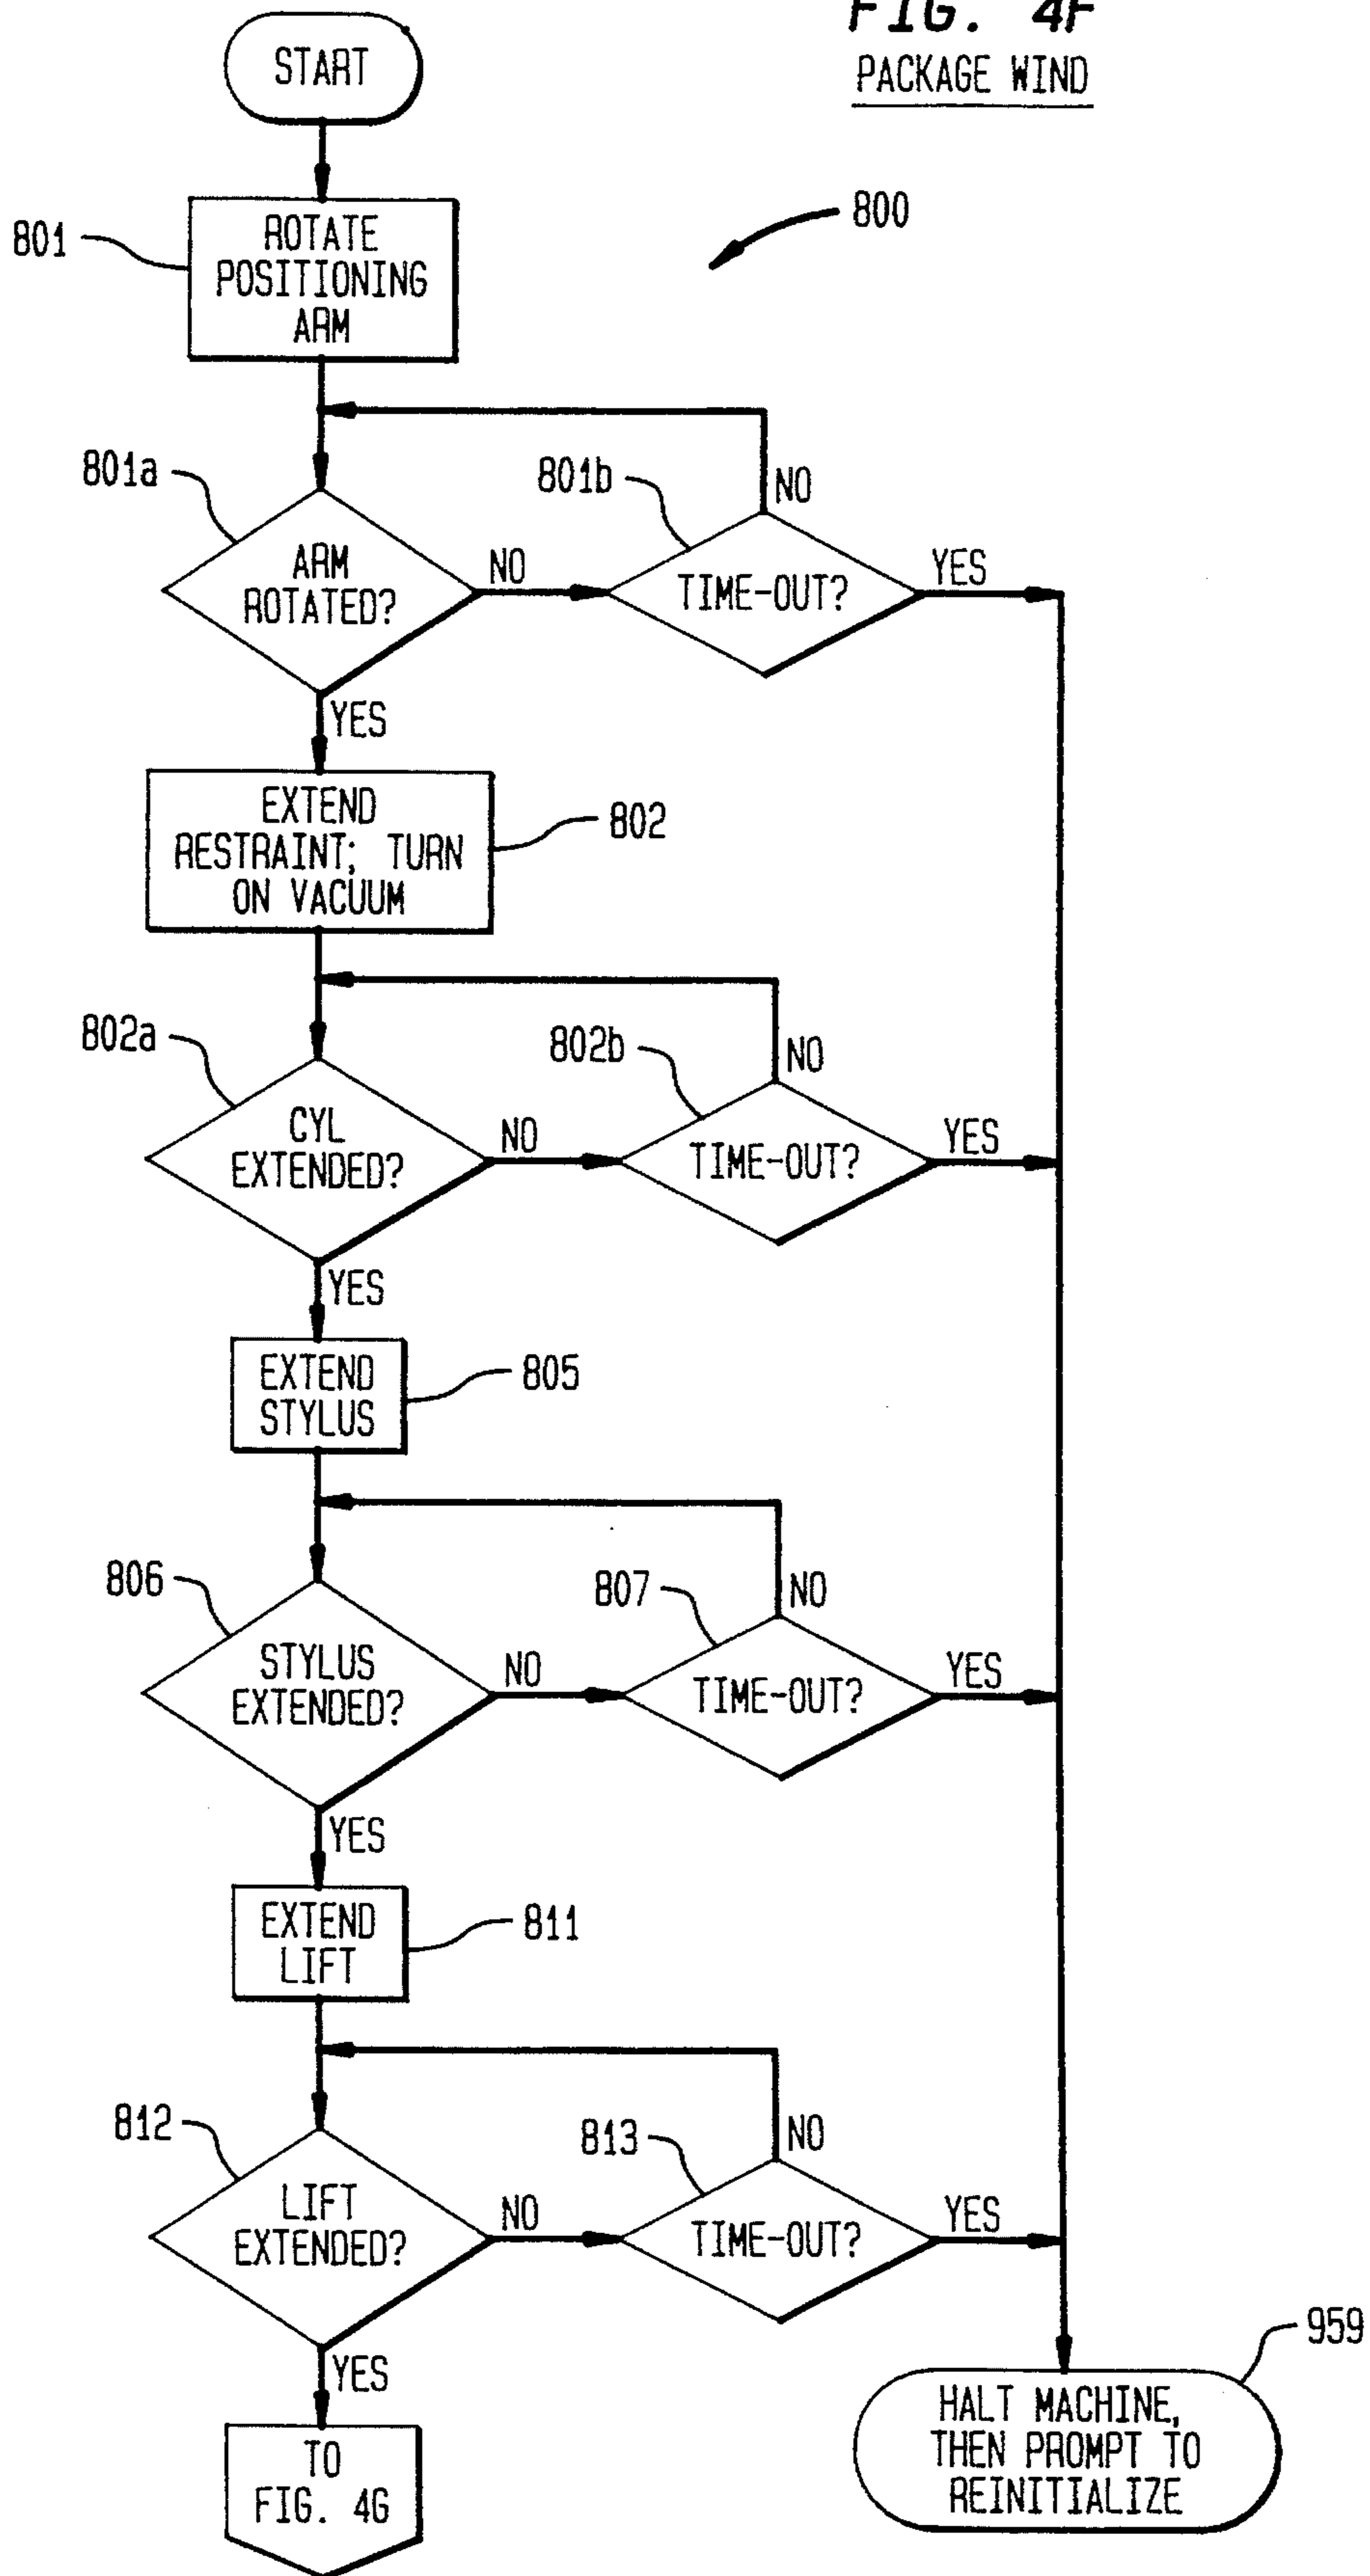 FIG. 4F
PACKAGE WIND
START
800
801
ROTATE
POSITIONING
ARM
801a
801b
NO
ARM
ROTATED?
NO
TIME-OUT?
YES
YES
EXTEND
RESTRAINT; TURN
ON VACUUM
802
802a
802b
NO
CYL
EXTENDED?
NO
TIME-OUT?
YES
YES
EXTEND
STYLUS
805
806
807
NO
STYLUS
EXTENDED?
NO
TIME-OUT?
YES
YES
EXTEND
LIFT
811
812
813
NO
LIFT
EXTENDED?
NO
TIME-OUT?
YES
YES
959
TO
FIG. 4G
HALT MACHINE,
THEN PROMPT TO
REINITIALIZE